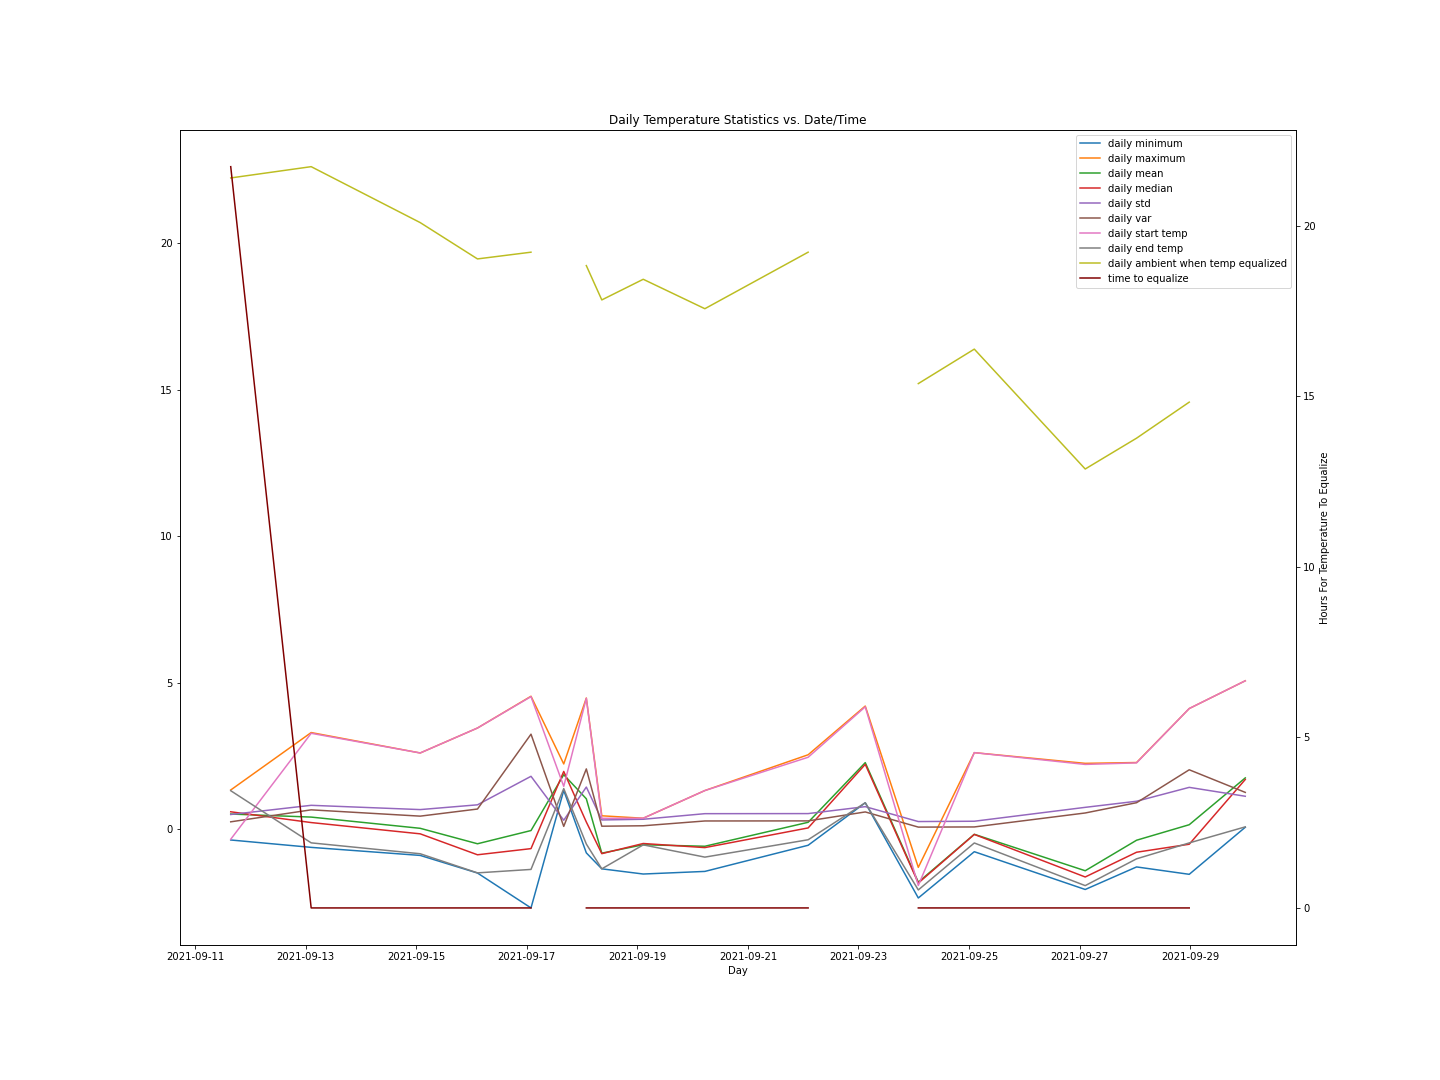 Daily Temperature Statistics vs. Date/Time
daily minimum
daily maximum
daily mean
daily median
daily std
daily var
daily start temp
daily end temp
daily ambient when temp equalized
time to equalize
20
15
10
5
0
20
15
10
5
0
Hours For Temperature To Equalize
2021-09-11 2021-09-13 2021-09-15 2021-09-17 2021-09-19 2021-09-21 2021-09-23 2021-09-25 2021-09-27 2021-09-29
Day